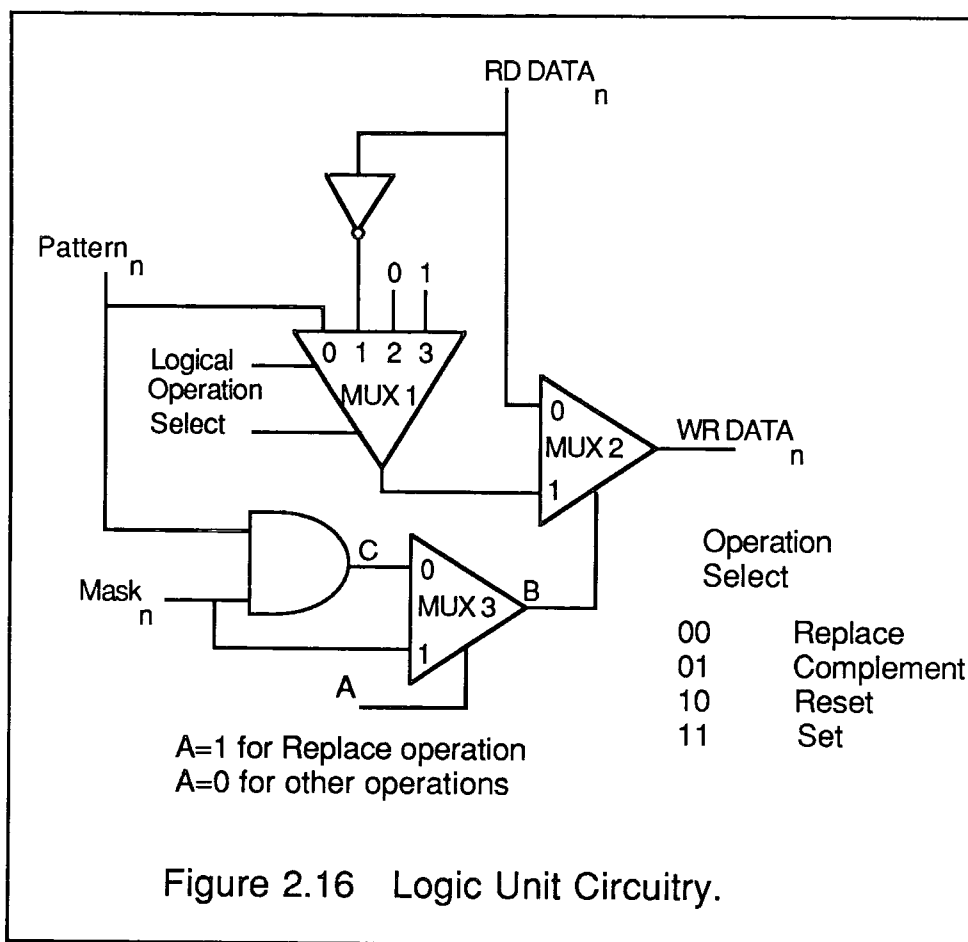 RD DATA n
Pattern n
0 1
0 1 2 3
Logical
Operation
Select
MUX 1
0
MUX 2
1
WR DATA n
C
Mask n
0
MUX 3
1
B
A
Operation
Select
00 Replace
01 Complement
10 Reset
11 Set
A=1 for Replace operation
A=0 for other operations
Figure 2.16 Logic Unit Circuitry.